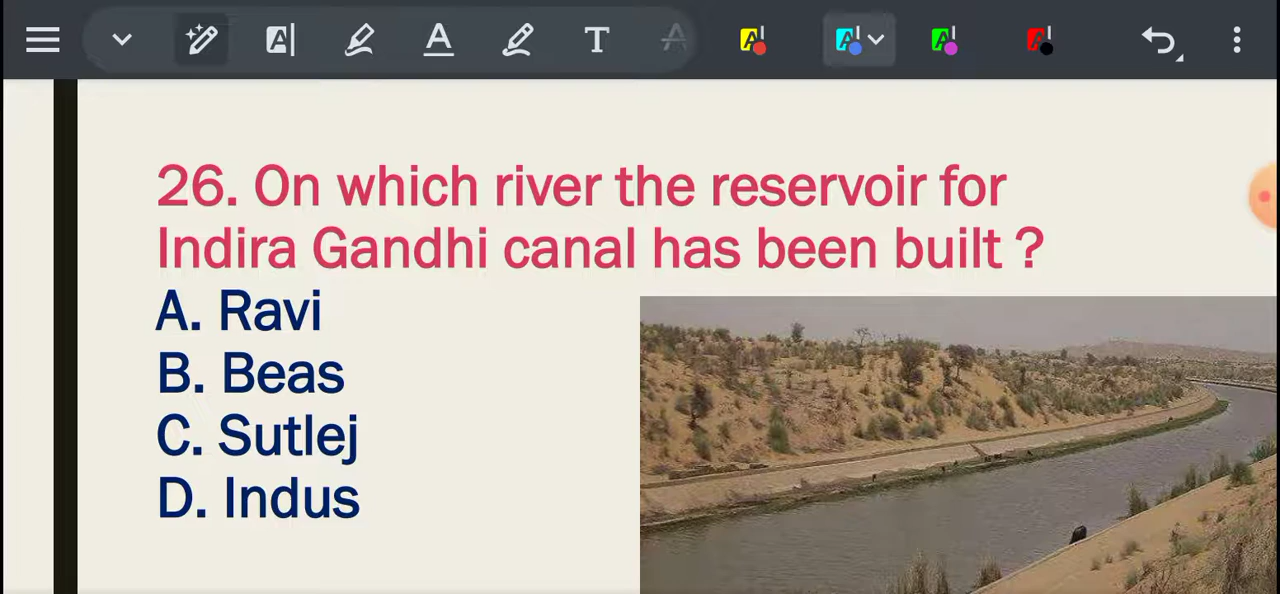 26. On which river the reservoir for
Indira Gandhi canal has been built ?
A. Ravi
B. Beas
C. Sutlej
D. Indus